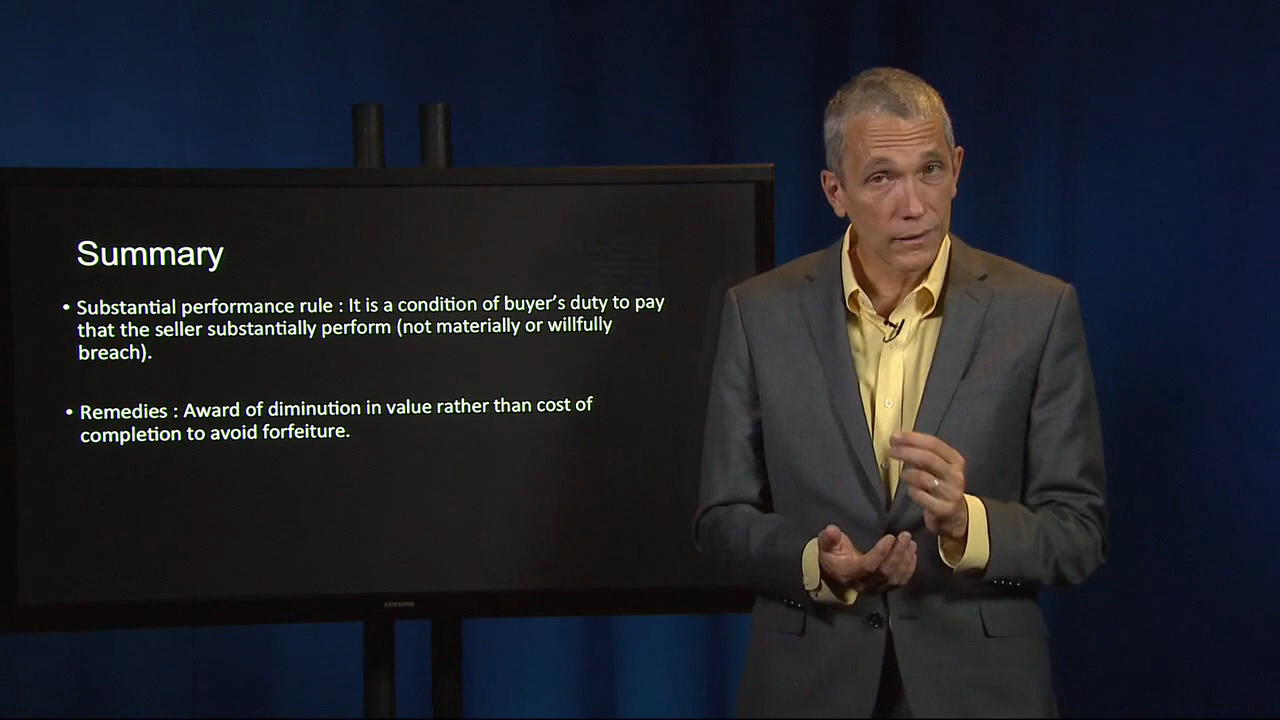 Summary
• Substantial performance rule : It is a condition of buyer’s duty to pay
that the seller substantially perform (not materially or willfully
breach).
• Remedies : Award of diminution in value rather than cost of
completion to avoid forfeiture.
SAMSUNG